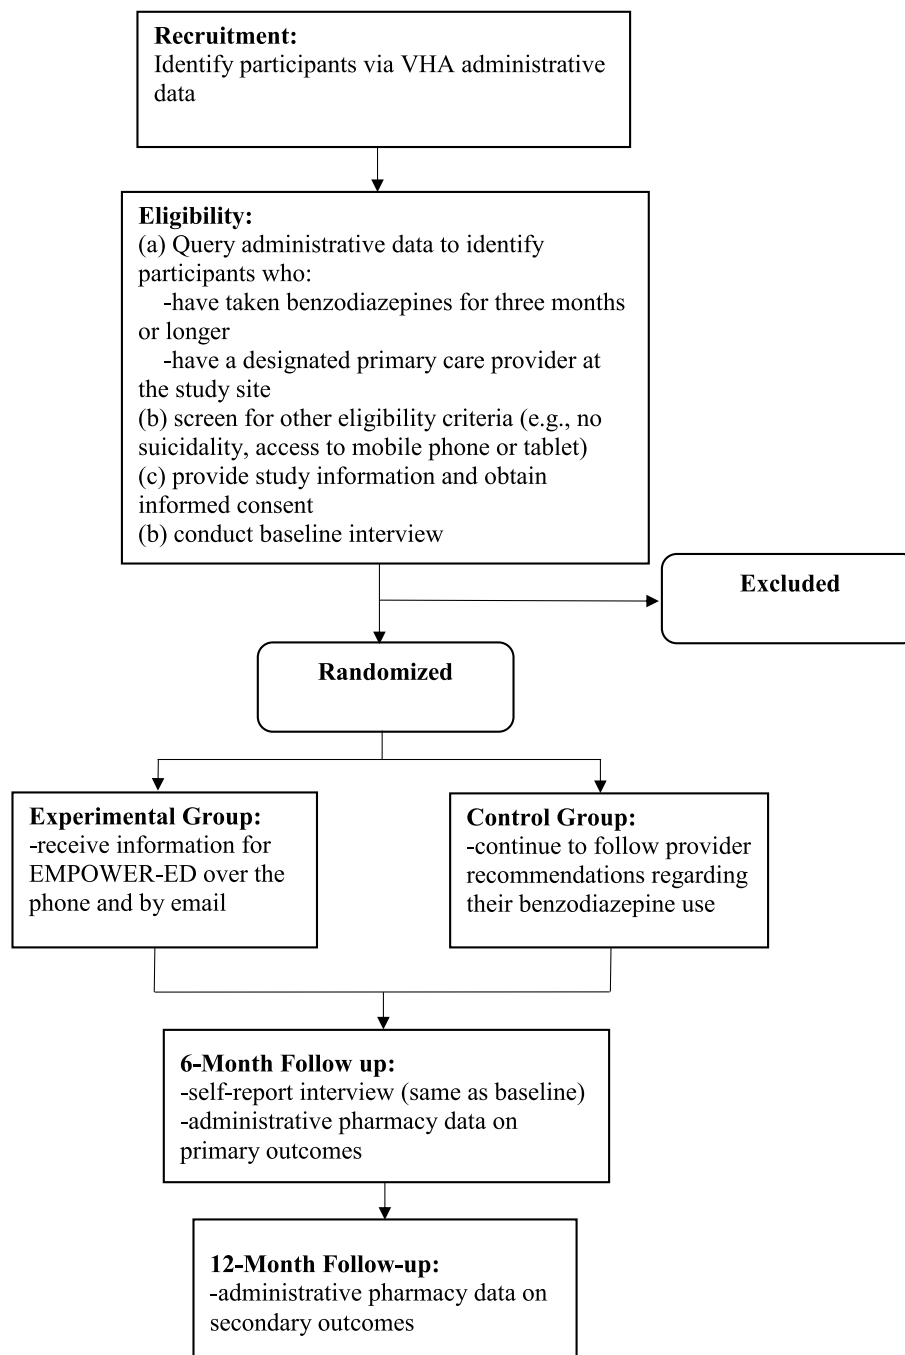 Recruitment:
Identify participants via VHA administrative
data
Eligibility:
(a) Query administrative data to identify
participants who:
-have taken benzodiazepines for three months
or longer
-have a designated primary care provider at
the study site
(b) screen for other eligibility criteria (e.g., no
suicidality, access to mobile phone or tablet)
(c) provide study information and obtain
informed consent
(b) conduct baseline interview
Excluded
Randomized
Experimental Group:
-receive information for
EMPOWER-ED over the
phone and by email
Control Group:
-continue to follow provider
recommendations regarding
their benzodiazepine use
6-Month Follow up:
-self-report interview (same as baseline)
-administrative pharmacy data on
primary outcomes
12-Month Follow-up:
-administrative pharmacy data on
secondary outcomes